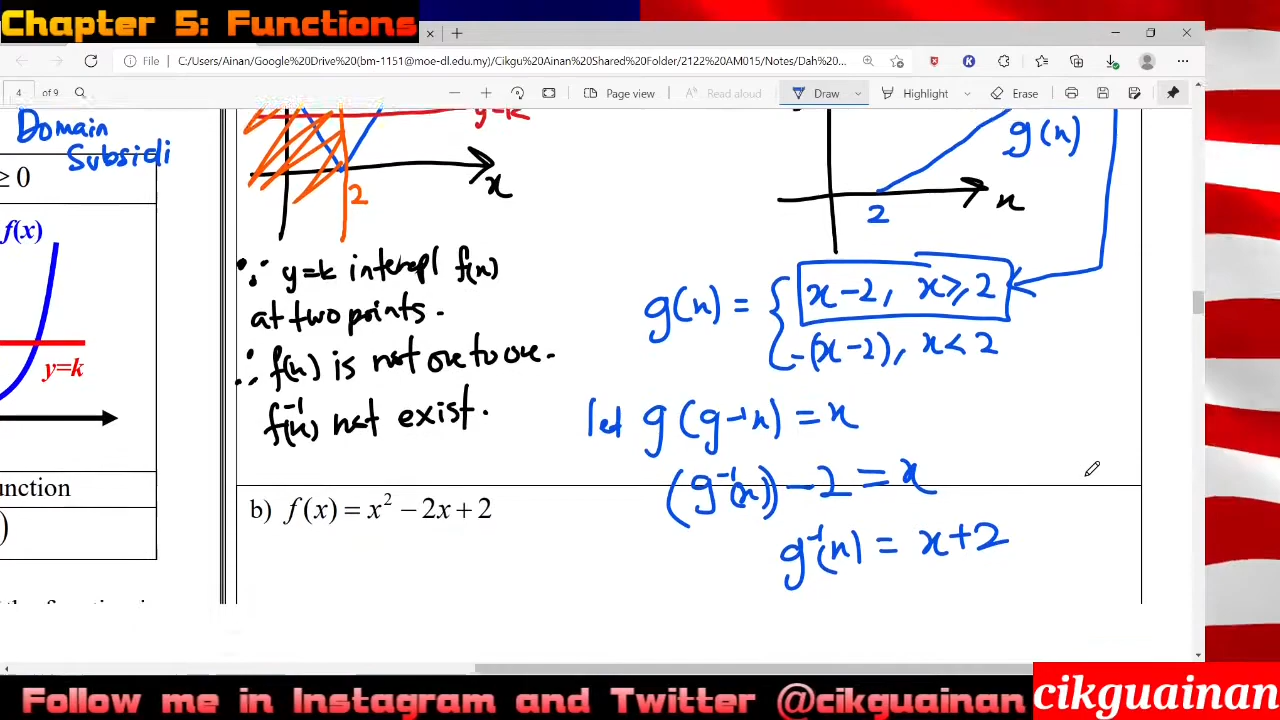 Chapter 5: Functions
File
C:/Users/Ainan/Google%20Drive%20(bm-1151@moe-dl.edu.my)/Cikgu%20Ainan%20Shared%20Folder/2122%20AM015/Notes/Dah%20...
4 of 9
Page view
Read aloud
Draw
Highlight
Erase
Domain
Subsidi
≥ 0
f(x)
y=k
unction
)
y=k
x
2
∵ y=k intercpl f(x)
at two points.
∴ f(x) is not one to one.
f⁻¹(x) not exist.
b) f(x) = x² − 2x + 2
g(x)
2
x
g(x) = { x−2, x≥2
−(x−2), x<2
let g(g−1x) = x
(g⁻¹(x)) − 2 = x
g⁻¹(x) = x+2
Follow me in Instagram and Twitter @cikguainan
cikguainan